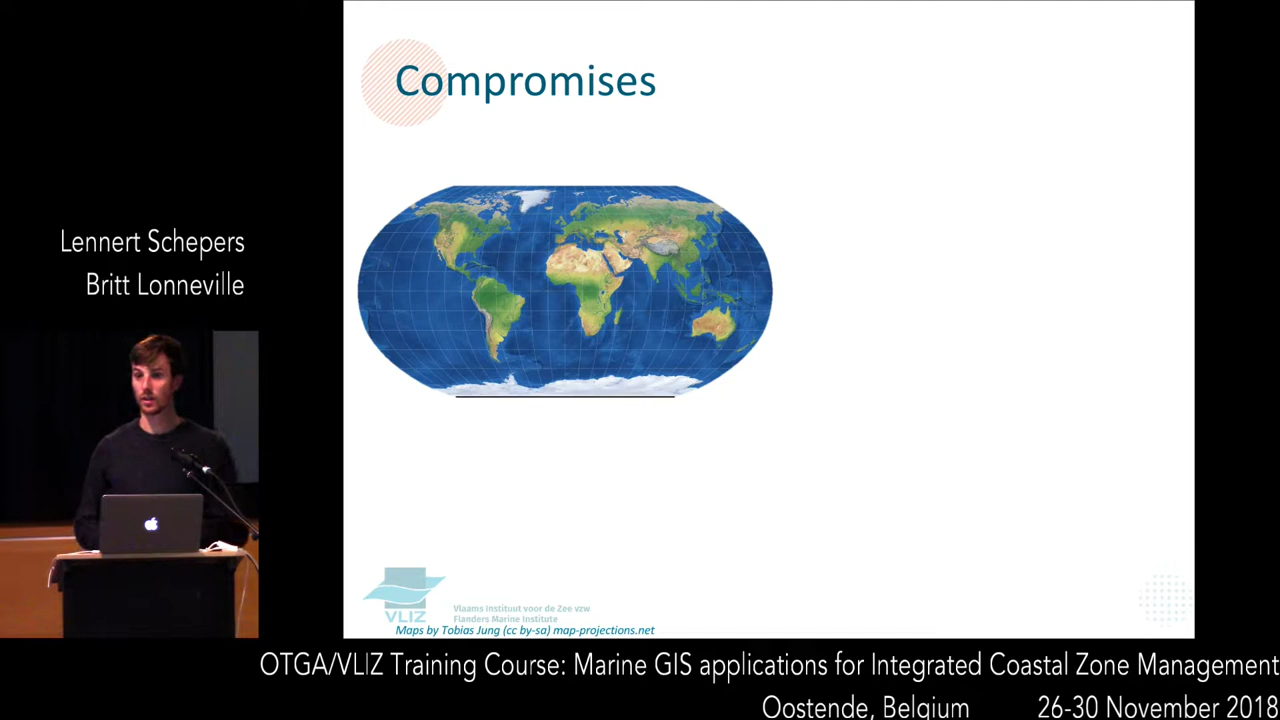 Compromises
Lennert Schepers
Britt Lonneville
VLIZ
Vlaams Instituut voor de Zee vzw
Flanders Marine Institute
Maps by Tobias Jung (cc by-sa) map-projections.net
OTGA/VLIZ Training Course: Marine GIS applications for Integrated Coastal Zone Management
Oostende, Belgium 26-30 November 2018